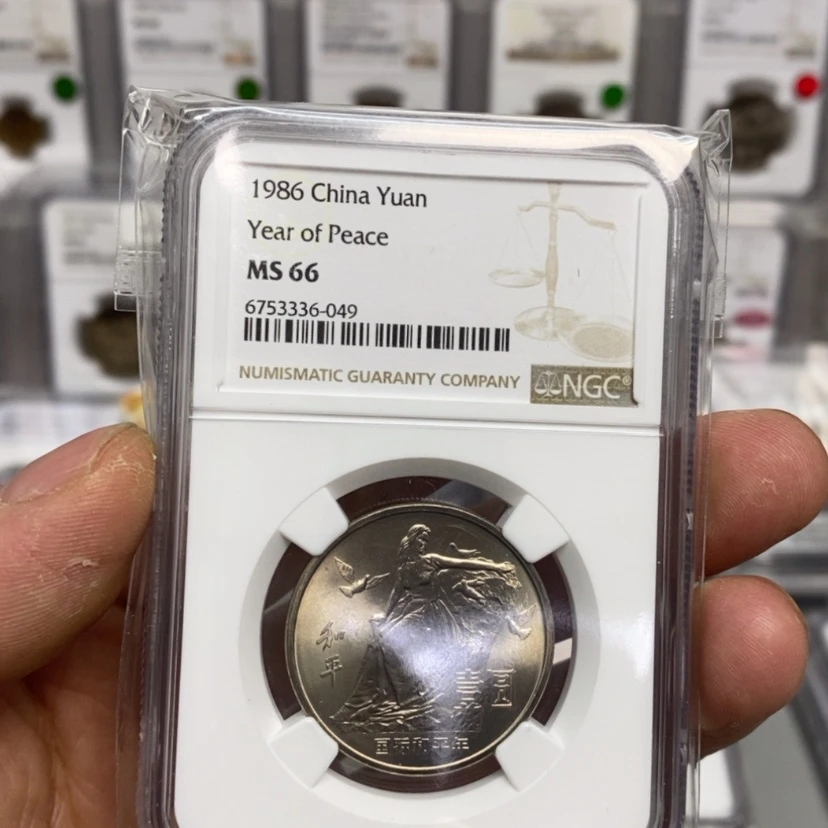 1986 China Yuan
Year of Peace
MS 66
6753336-049
NUMISMATIC GUARANTY COMPANY
NGC®
和平
壹圓
国际和平年